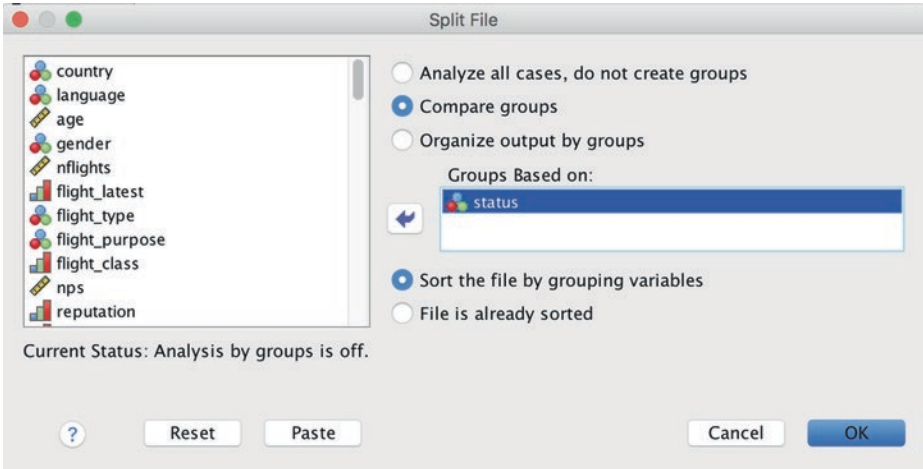 Split File
country
language
age
gender
nflights
flight_latest
flight_type
flight_purpose
flight_class
nps
reputation
Current Status: Analysis by groups is off.
Analyze all cases, do not create groups
Compare groups
Organize output by groups
Groups Based on:
status
Sort the file by grouping variables
File is already sorted
?
Reset
Paste
Cancel
OK